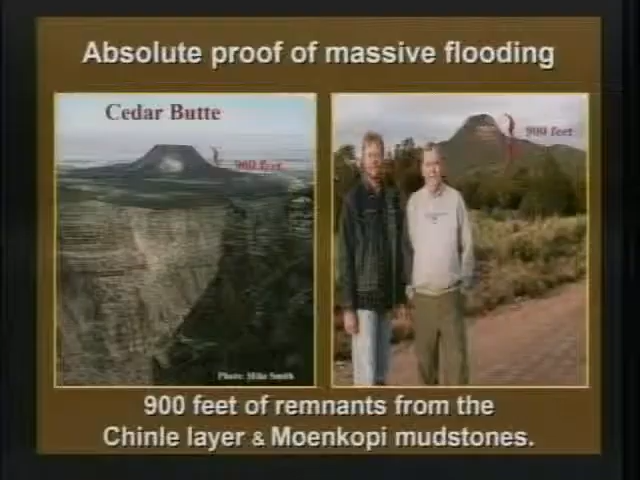 Absolute proof of massive flooding
Cedar Butte
900 feet
900 feet
Photo: Mike Smith
900 feet of remnants from the
Chinle layer & Moenkopi mudstones.